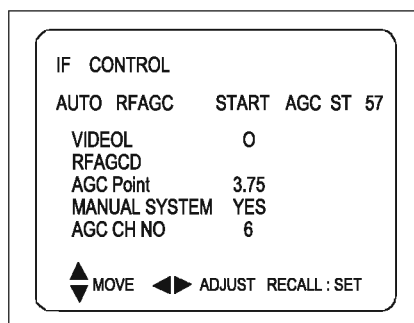 IF CONTROL
AUTO RFAGC START AGC ST 57
VIDEOL O
RFAGCD
AGC Point 3.75
MANUAL SYSTEM YES
AGC CH NO 6
▲▼ MOVE ◀▶ ADJUST RECALL : SET